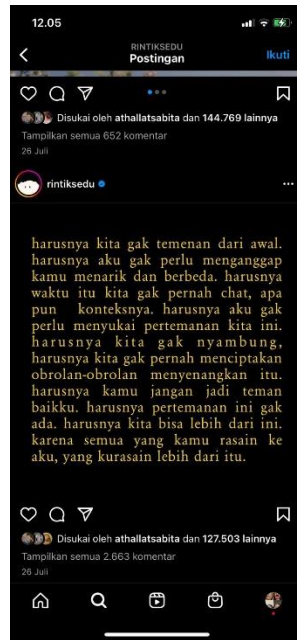 12.05
RINTIKSEDU
Postingan
Ikuti
Disukai oleh athallatsabita dan 144.769 lainnya
Tampilkan semua 652 komentar
26 Juli
rintiksedu
harusnya kita gak temenan dari awal.
harusnya aku gak perlu menganggap
kamu menarik dan berbeda. harusnya
waktu itu kita gak pernah chat, apa
pun konteksnya. harusnya aku gak
perlu menyukai pertemanan kita ini.
harusnya kita gak nyambung,
harusnya kita gak pernah menciptakan
obrolan-obrolan menyenangkan itu.
harusnya kamu jangan jadi teman
baikku. harusnya pertemanan ini gak
ada. harusnya kita bisa lebih dari ini.
karena semua yang kamu rasain ke
aku, yang kurasain lebih dari itu.
Disukai oleh athallatsabita dan 127.503 lainnya
Tampilkan semua 2.663 komentar
26 Juli